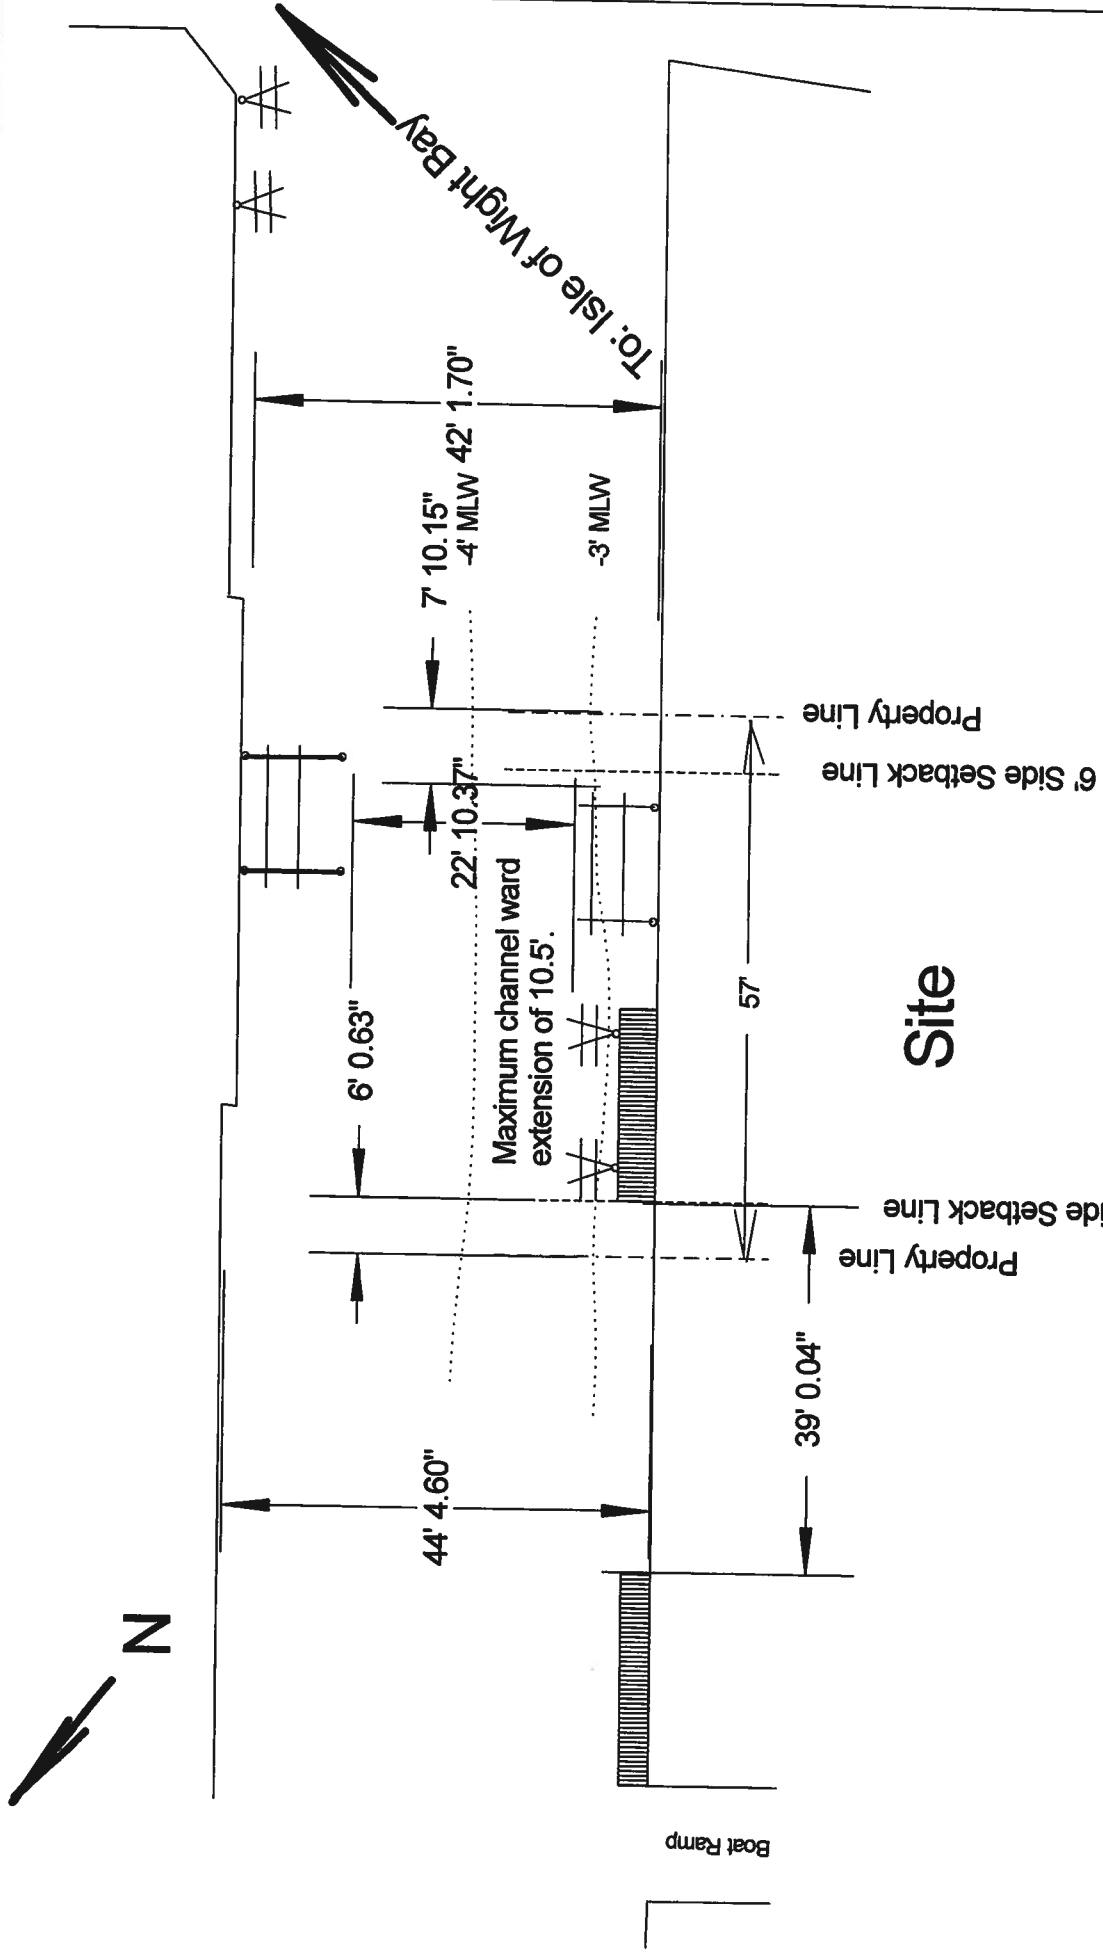 To: Isle of Wight Bay
42' 1.70"
-4' MLW
7' 10.15"
-3' MLW
Property Line
6' Side Setback Line
22' 10.37"
Maximum channel ward
extension of 10.5'.
6' 0.63"
57'
Site
ide Setback Line
Property Line
39' 0.04"
44' 4.60"
N
Boat Ramp